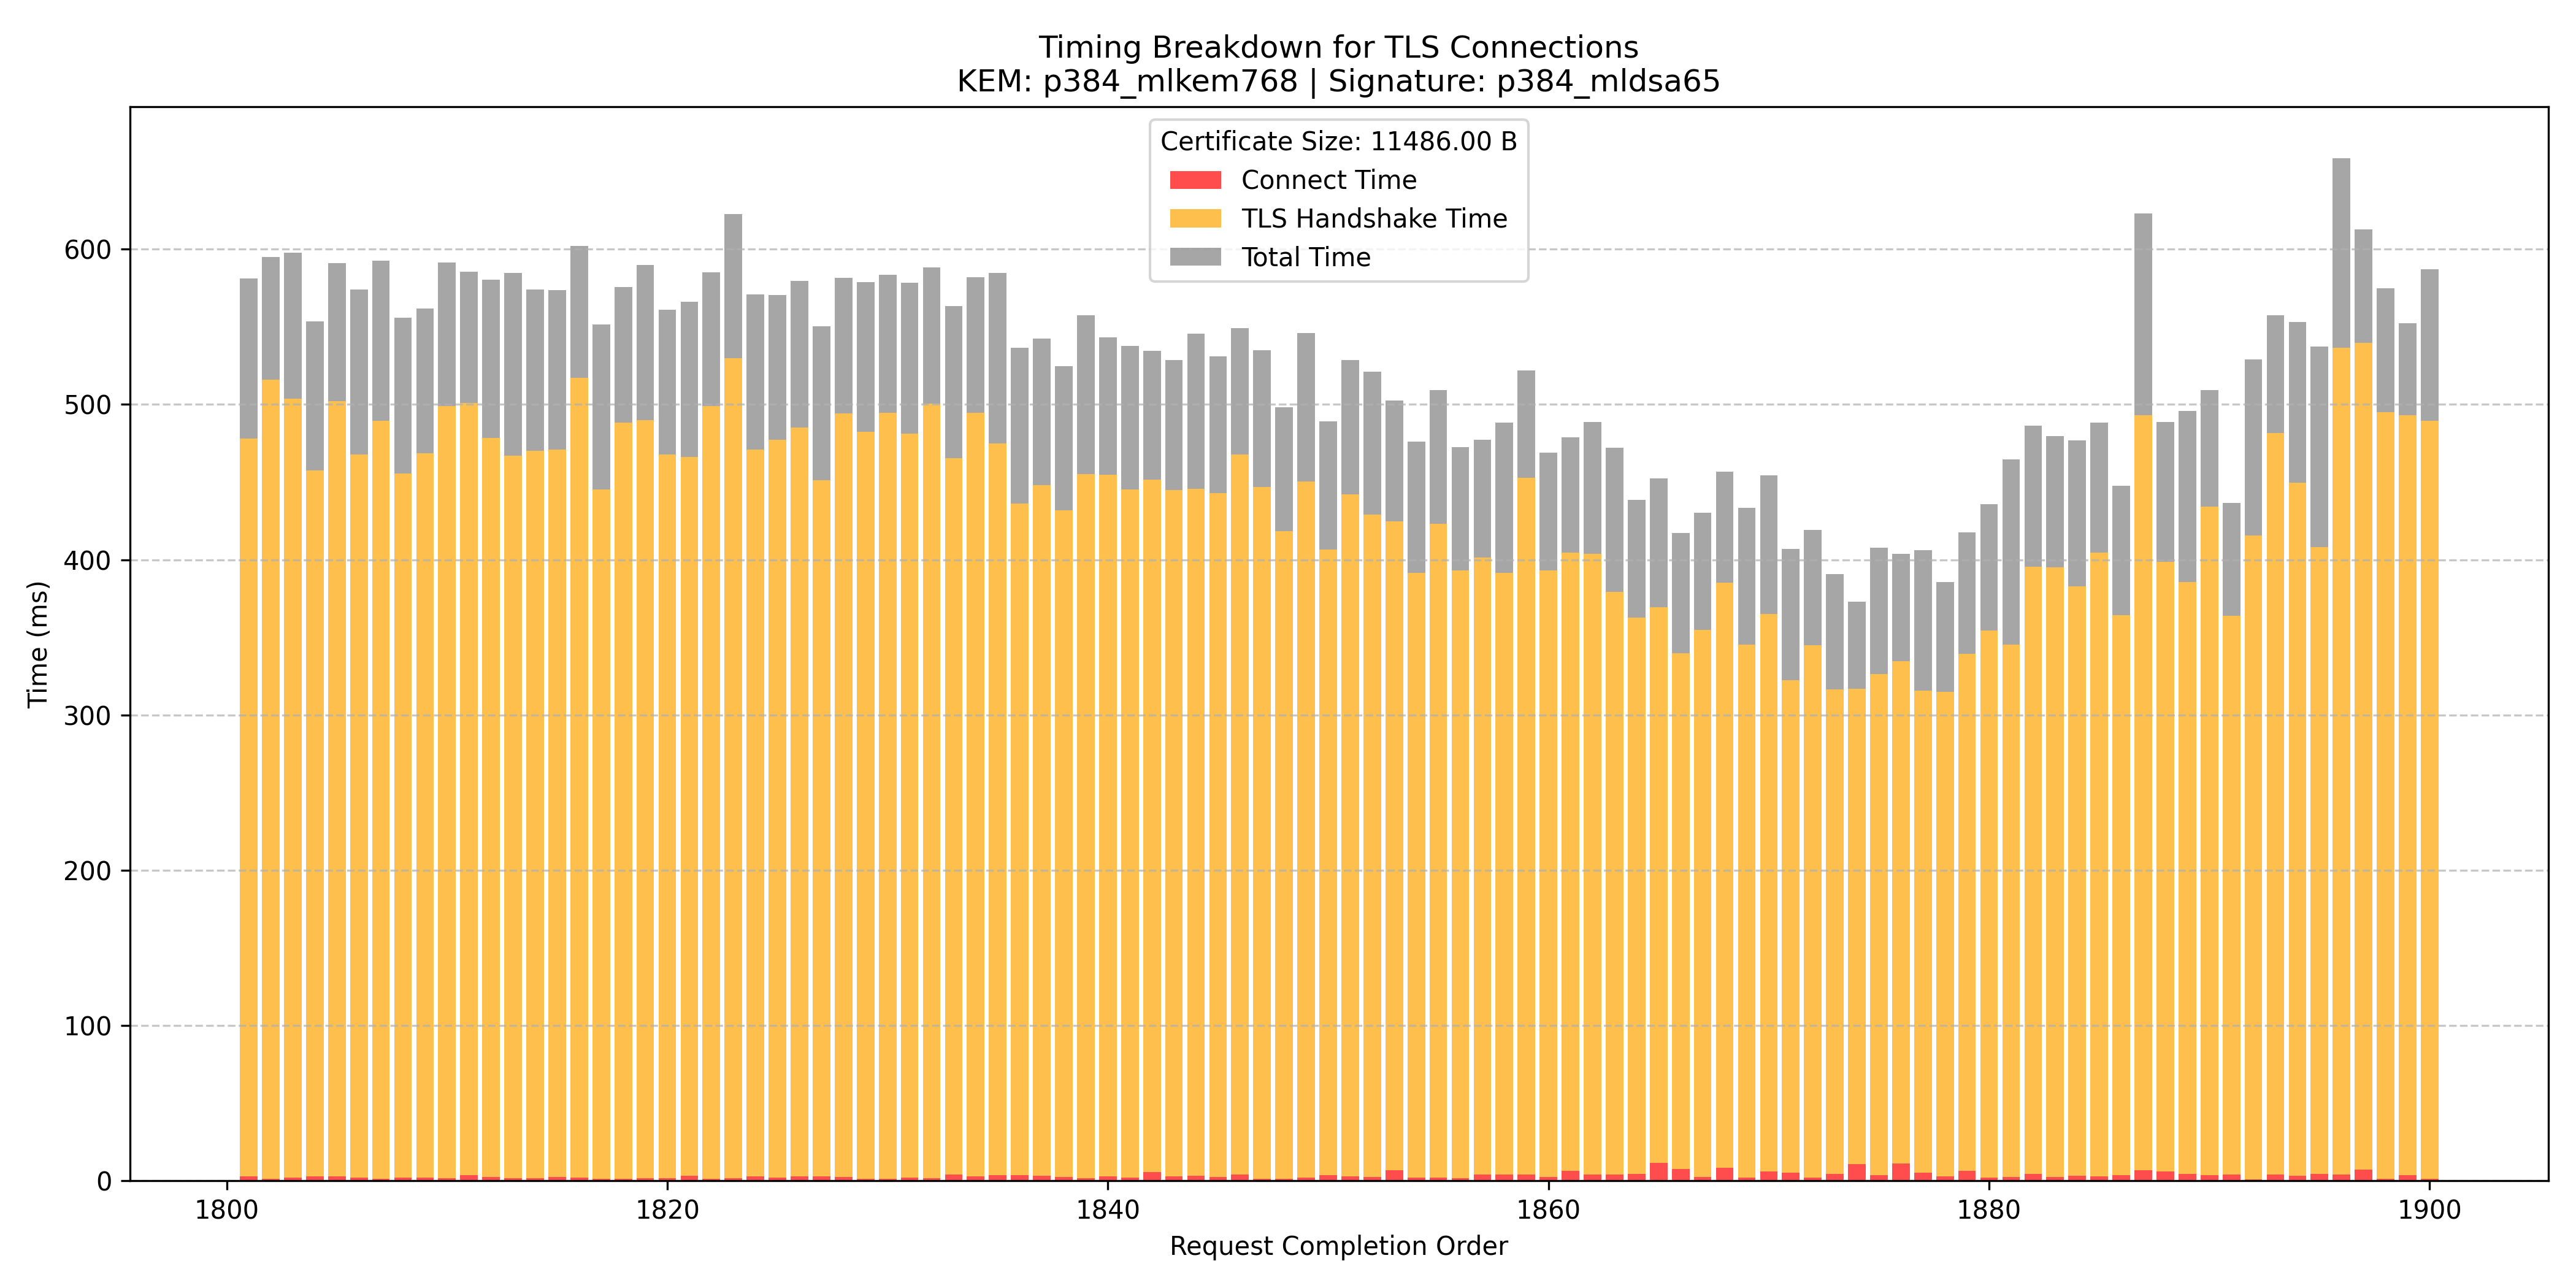 Timing Breakdown for TLS Connections
KEM: p384_mlkem768 | Signature: p384_mldsa65
Certificate Size: 11486.00 B
Connect Time
TLS Handshake Time
Total Time
Time (ms)
600
500
400
300
200
100
0
1800 1820 1840 1860 1880 1900
Request Completion Order